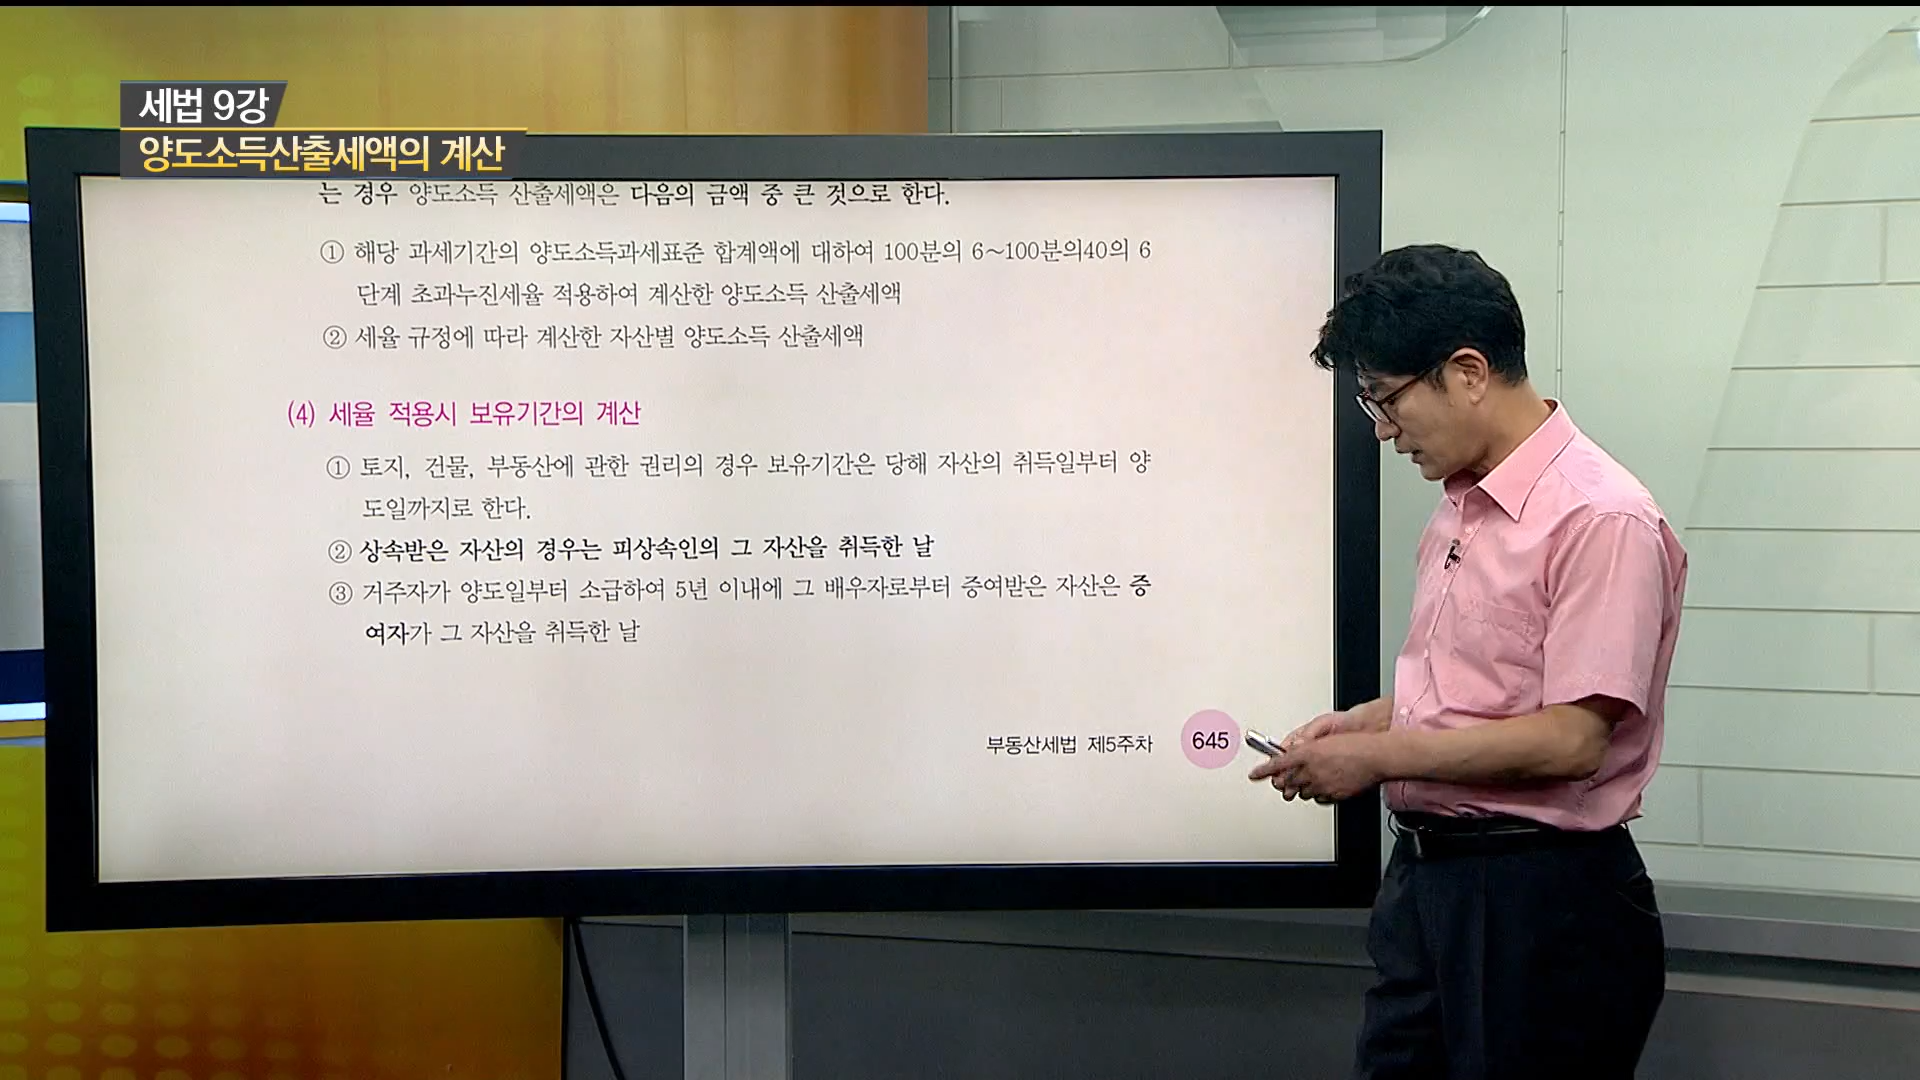 세법 9강
양도소득산출세액의 계산
는 경우 양도소득 산출세액은 다음의 금액 중 큰 것으로 한다.
① 해당 과세기간의 양도소득과세표준 합계액에 대하여 100분의 6~100분의40의 6
단계 초과누진세율 적용하여 계산한 양도소득 산출세액
② 세율 규정에 따라 계산한 자산별 양도소득 산출세액
(4) 세율 적용시 보유기간의 계산
① 토지, 건물, 부동산에 관한 권리의 경우 보유기간은 당해 자산의 취득일부터 양
도일까지로 한다.
② 상속받은 자산의 경우는 피상속인의 그 자산을 취득한 날
③ 거주자가 양도일부터 소급하여 5년 이내에 그 배우자로부터 증여받은 자산은 증
여자가 그 자산을 취득한 날
부동산세법 제5주차 645